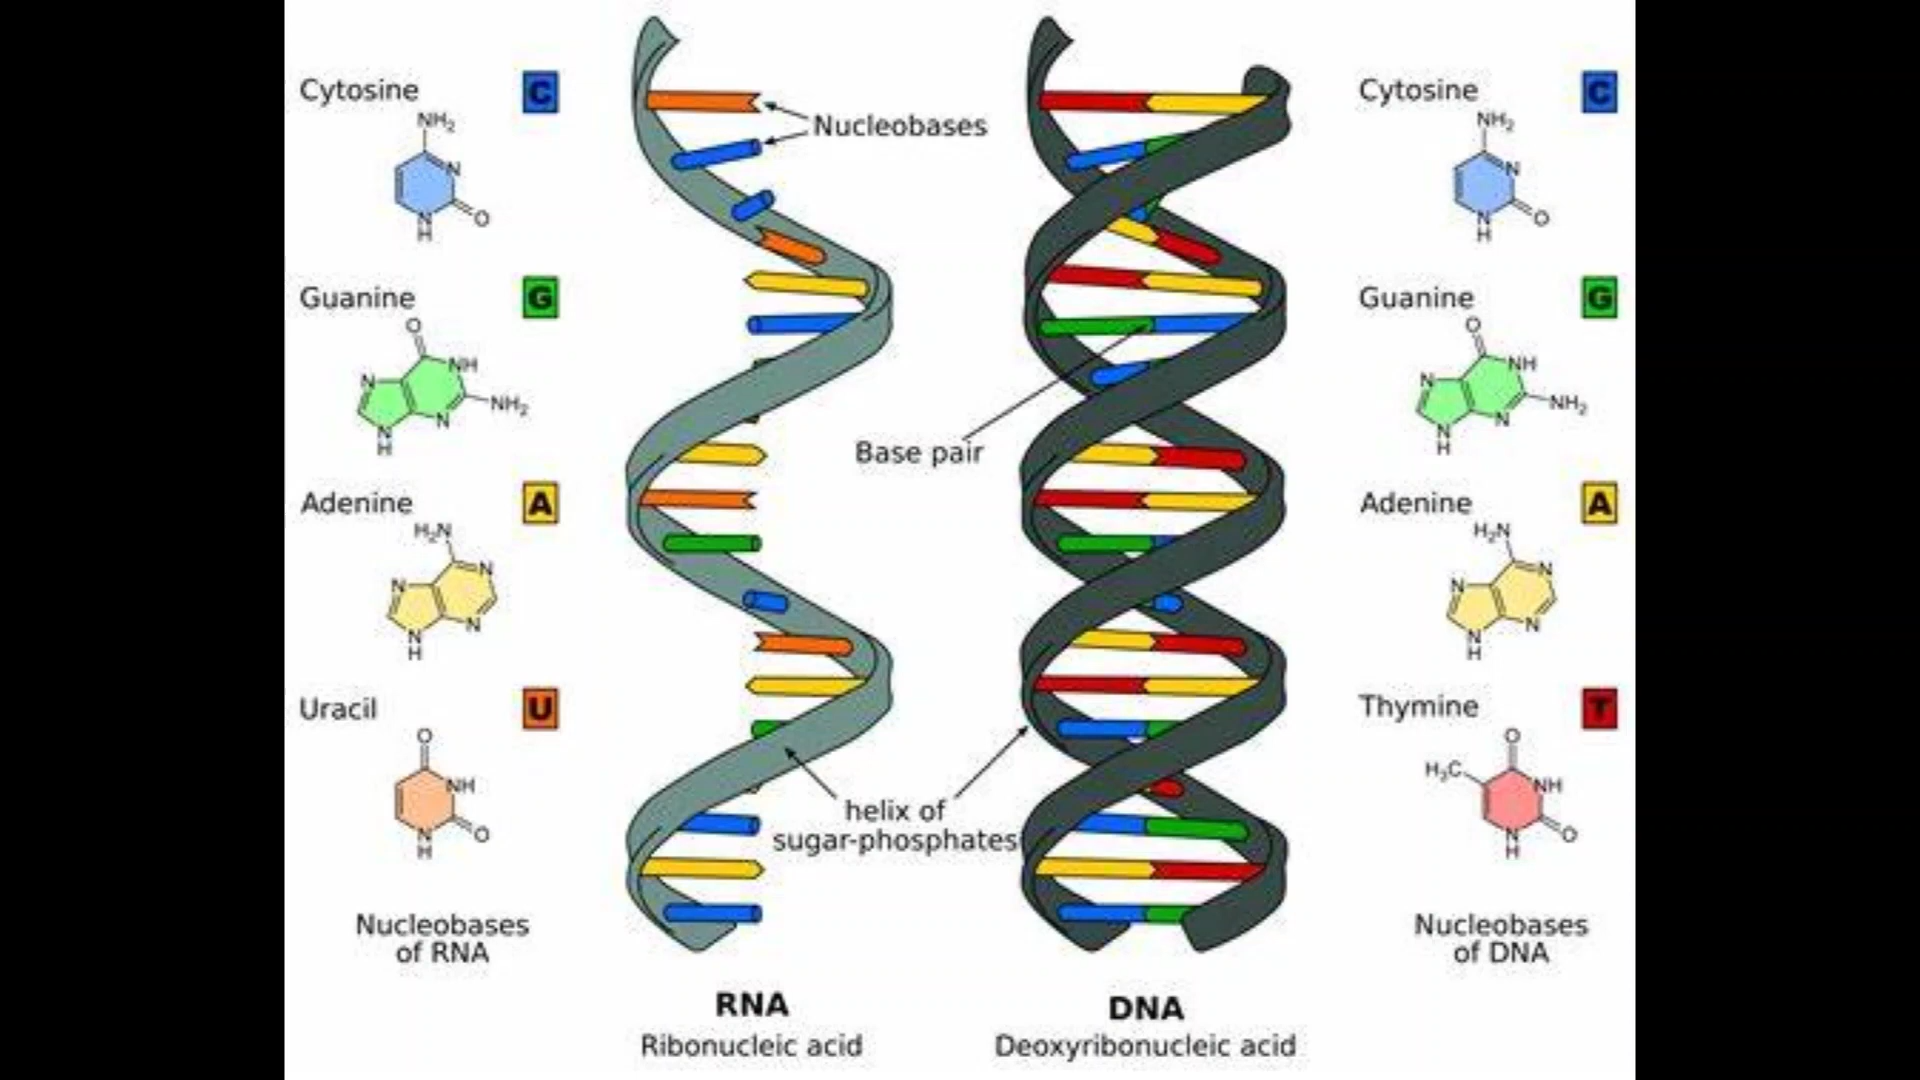 Cytosine
C
NH₂
N
N
H
O
Guanine
G
O
N
NH
N
H
N
NH₂
Adenine
A
H₂N
N
N
N
H
N
Uracil
U
O
NH
N
H
O
Nucleobases
of RNA
Nucleobases
Base pair
helix of
sugar-phosphates
RNA
Ribonucleic acid
DNA
Deoxyribonucleic acid
Cytosine
C
NH₂
N
N
H
O
Guanine
G
O
N
NH
N
H
N
NH₂
Adenine
A
H₂N
N
N
N
H
N
Thymine
T
O
H₃C
NH
N
H
O
Nucleobases
of DNA